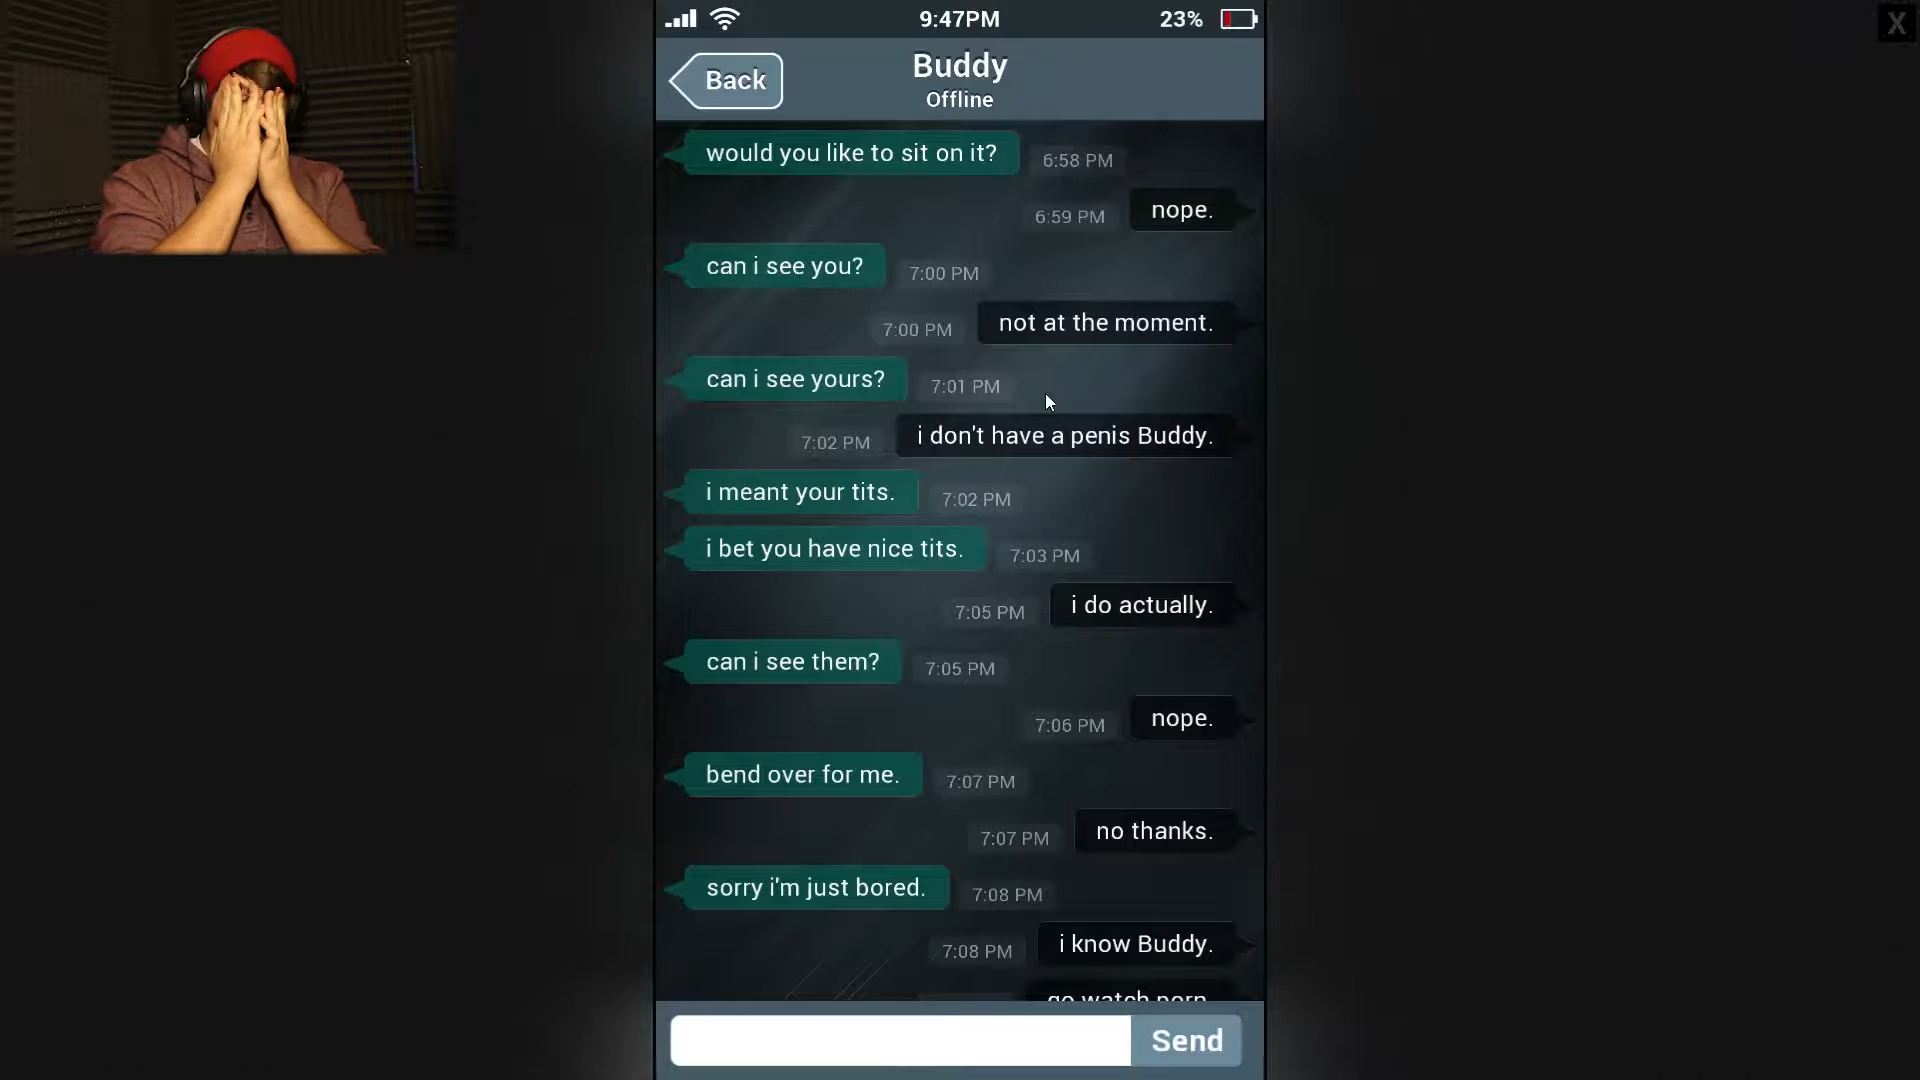 9:47PM
23%
X
Back
Buddy
Offline
would you like to sit on it?
6:58 PM
6:59 PM
nope.
can i see you?
7:00 PM
7:00 PM
not at the moment.
can i see yours?
7:01 PM
7:02 PM
i don't have a penis Buddy.
i meant your tits.
7:02 PM
i bet you have nice tits.
7:03 PM
7:05 PM
i do actually.
can i see them?
7:05 PM
7:06 PM
nope.
bend over for me.
7:07 PM
7:07 PM
no thanks.
sorry i'm just bored.
7:08 PM
7:08 PM
i know Buddy.
go watch porn.
Send